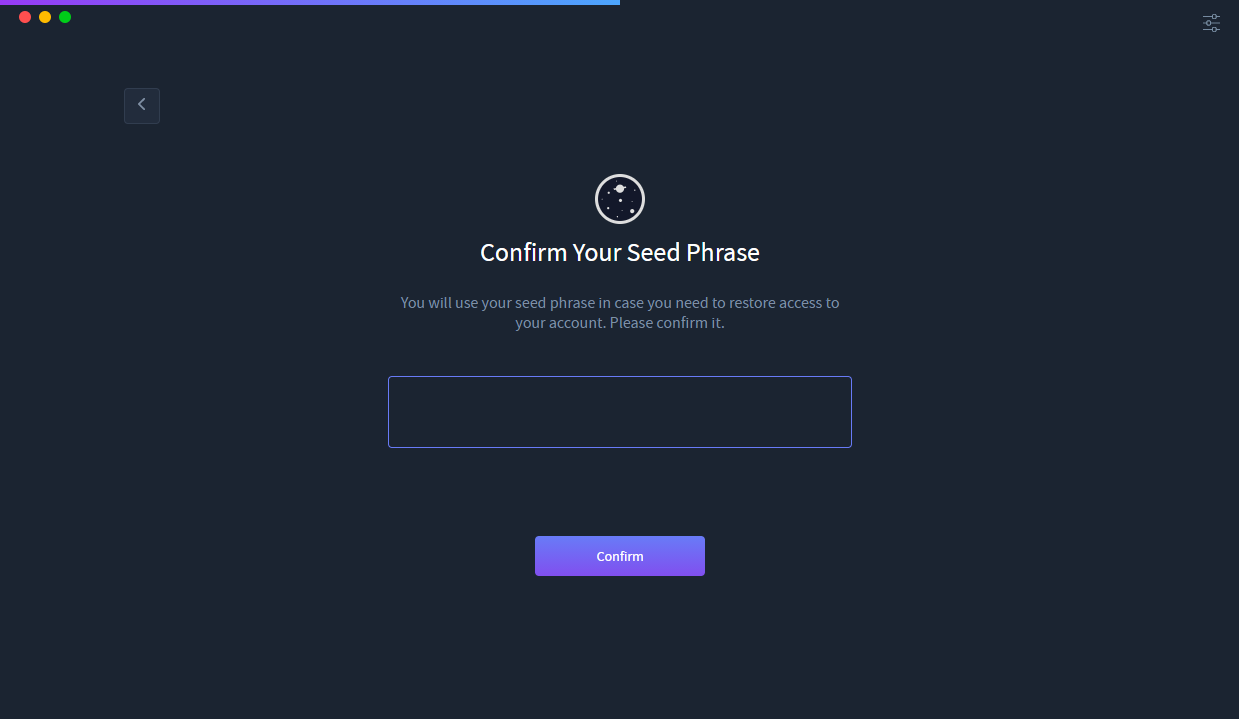 Confirm Your Seed Phrase
You will use your seed phrase in case you need to restore access to
your account. Please confirm it.
Confirm